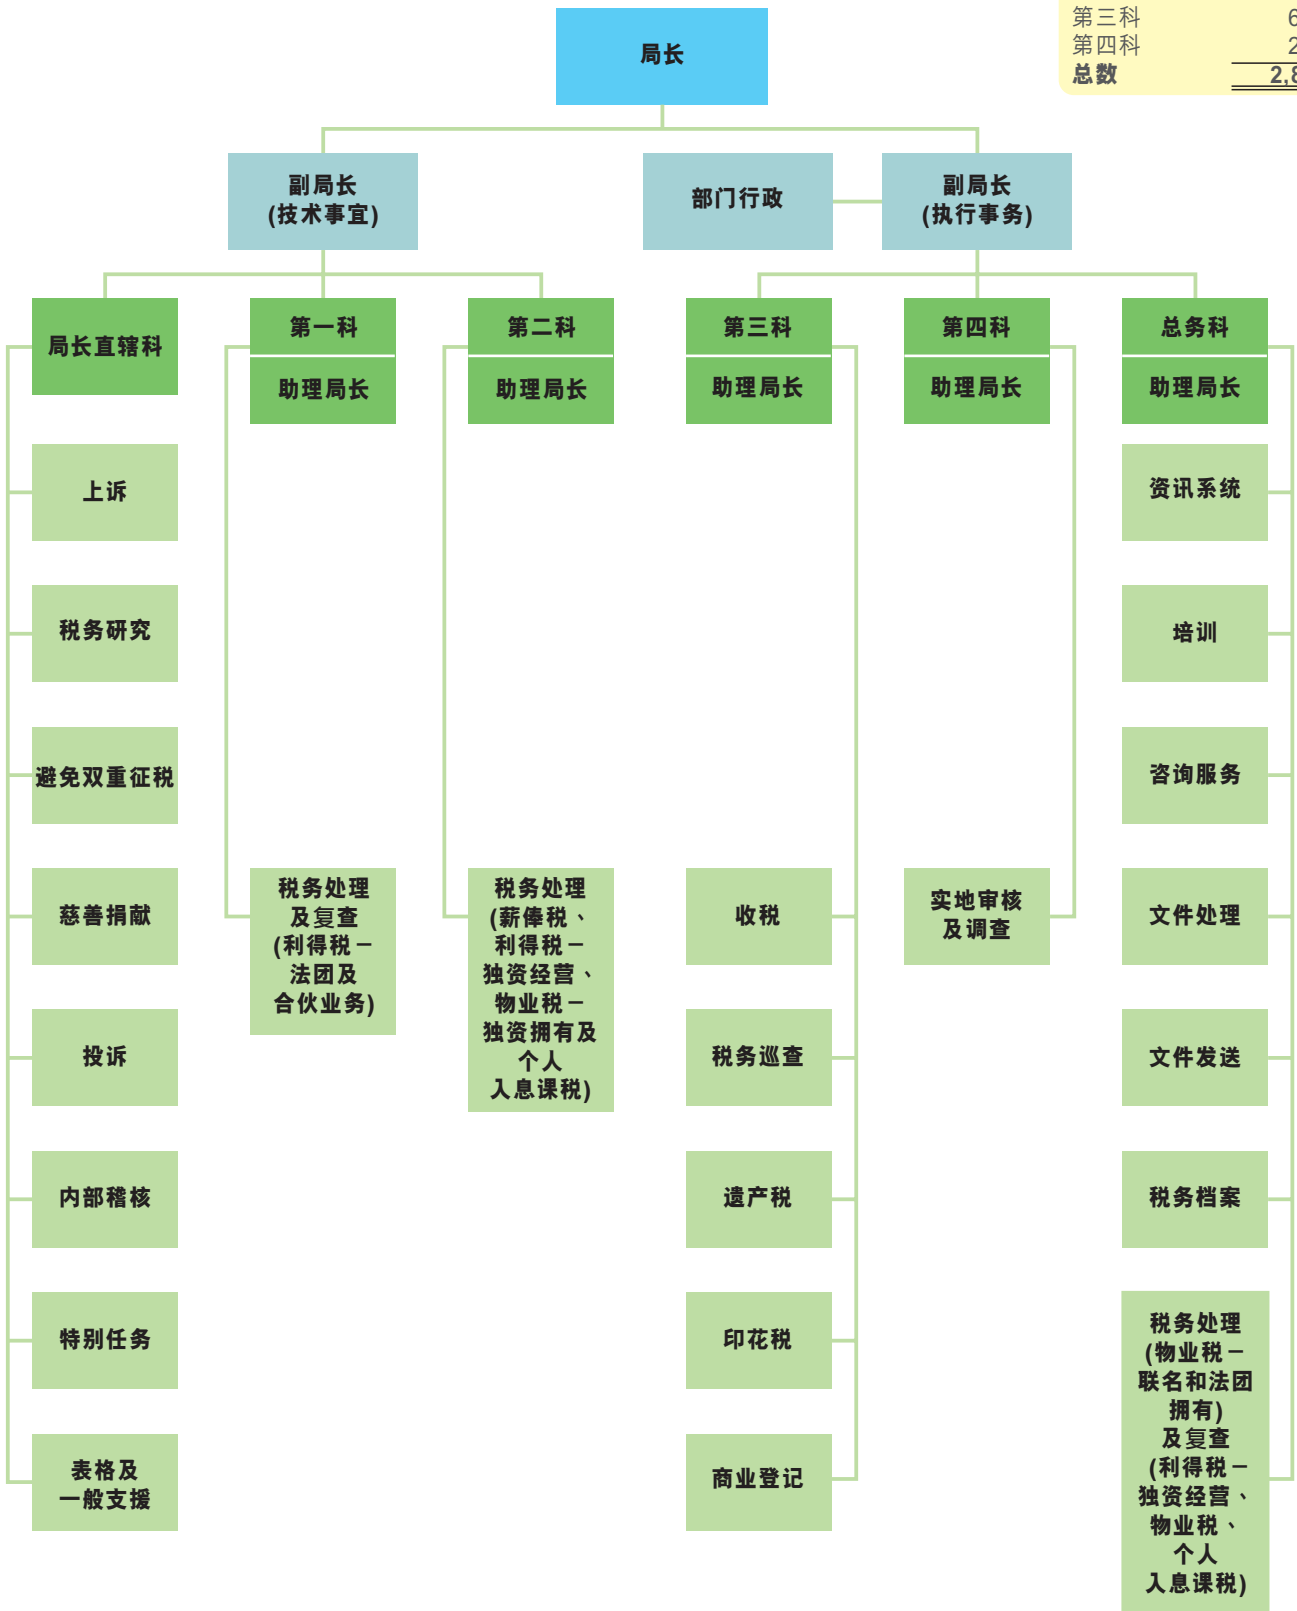 第三科 6
第四科 2
总数 2,8
局长
副局长
(技术事宜)
部门行政
副局长
(执行事务)
局长直辖科
第一科
助理局长
第二科
助理局长
第三科
助理局长
第四科
助理局长
总务科
助理局长
上诉
税务研究
避免双重征税
慈善捐献
投诉
内部稽核
特别任务
表格及
一般支援
税务处理
及复查
(利得税－
法团及
合伙业务)
税务处理
(薪俸税、
利得税－
独资经营、
物业税－
独资拥有及
个人
入息课税)
收税
税务巡查
遗产税
印花税
商业登记
实地审核
及调查
资讯系统
培训
咨询服务
文件处理
文件发送
税务档案
税务处理
(物业税－
联名和法团
拥有)
及复查
(利得税－
独资经营、
物业税、
个人
入息课税)